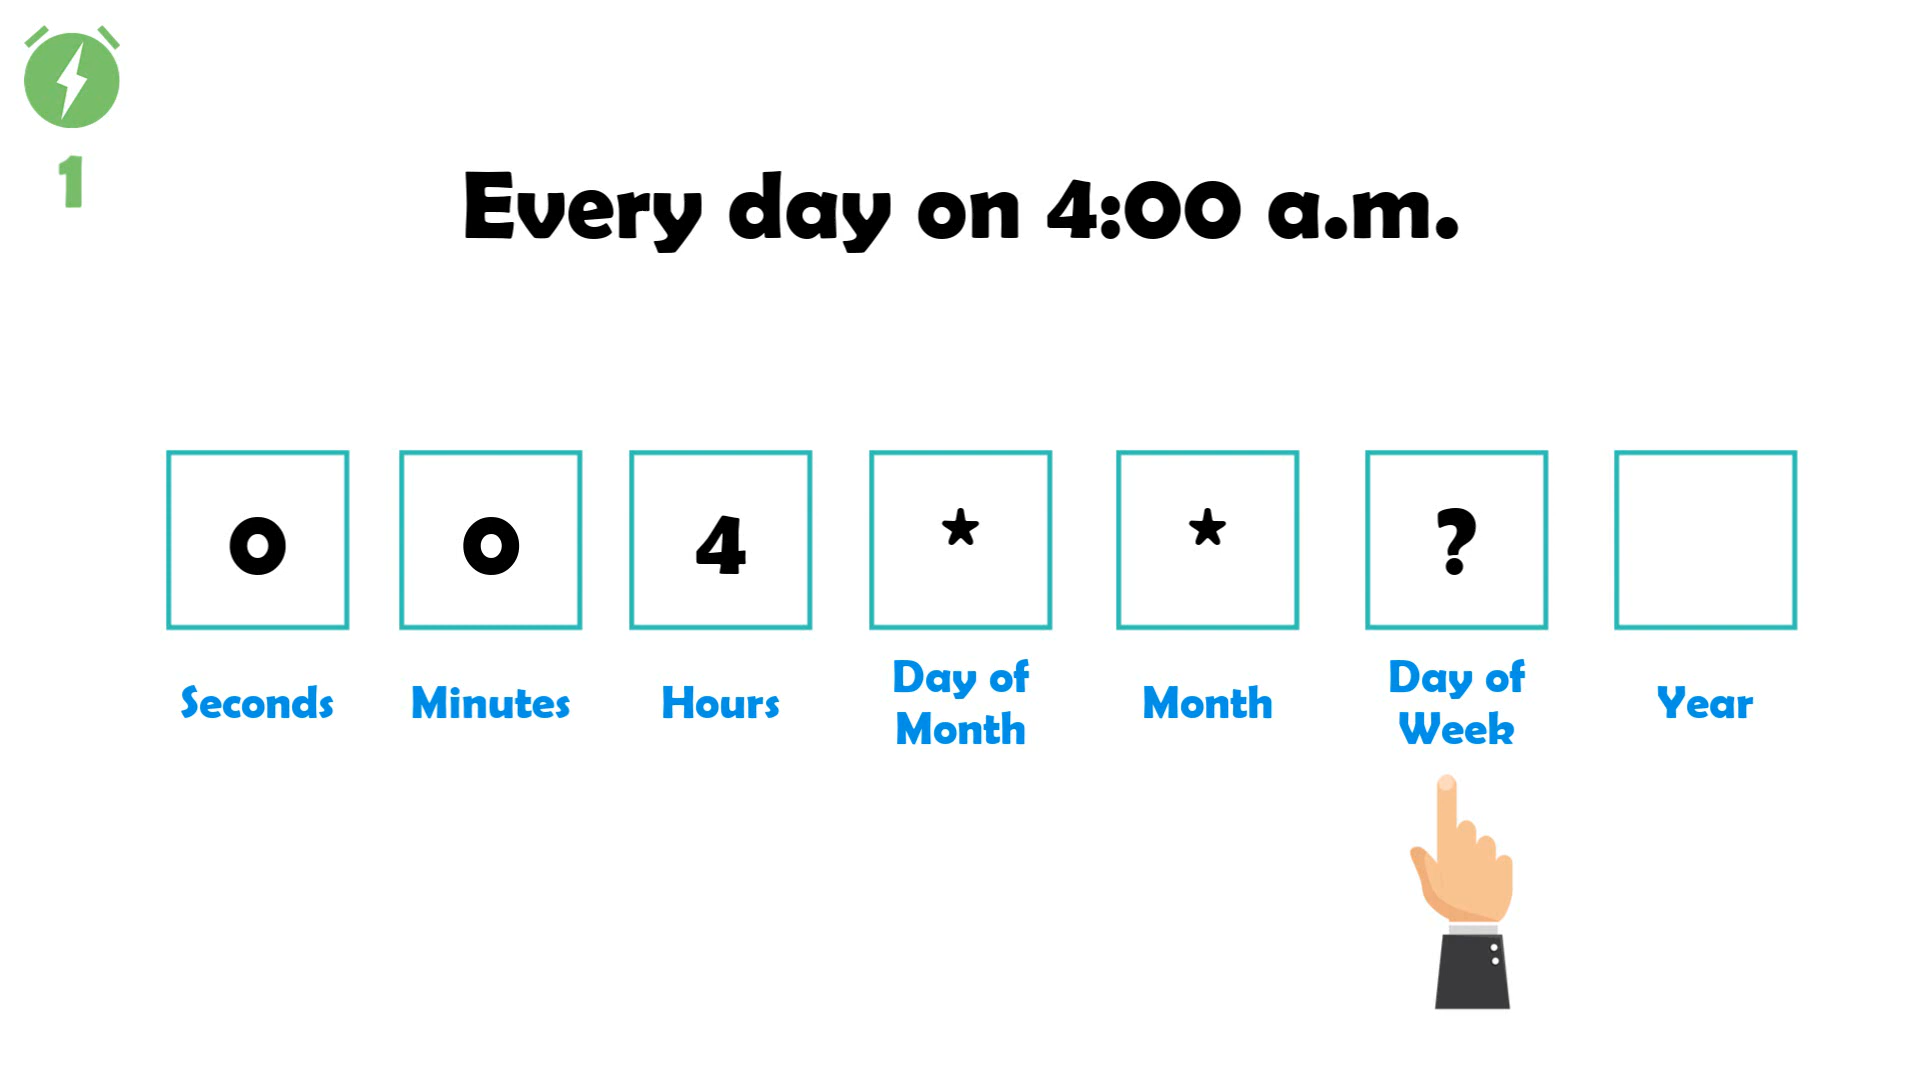 1
Every day on 4:00 a.m.
0 0 4 * * ?
Seconds Minutes Hours Day of Month Month Day of Week Year